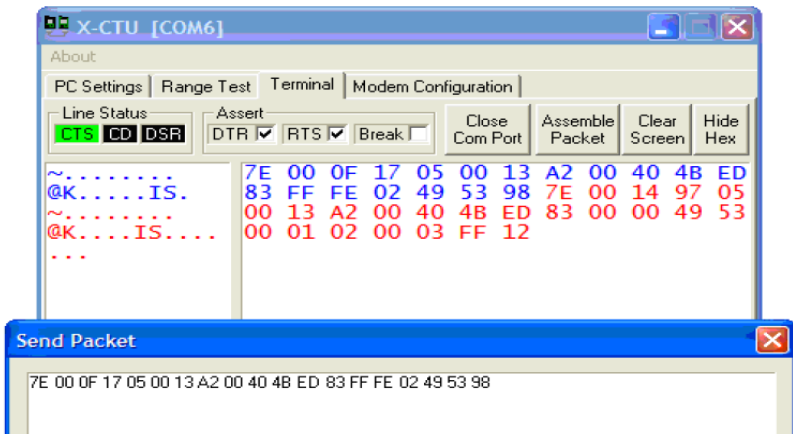 X-CTU [COM6]
About
PC Settings Range Test Terminal Modem Configuration
Line Status Assert
CTS CD DSR DTR RTS Break
Close Com Port
Assemble Packet
Clear Screen
Hide Hex
~........ 7E 00 0F 17 05 00 13 A2 00 40 4B ED
@K.....IS. 83 FF FE 02 49 53 98 7E 00 14 97 05
~........ 00 13 A2 00 40 4B ED 83 00 00 49 53
@K....IS.... 00 01 02 00 03 FF 12
...
Send Packet
7E 00 0F 17 05 00 13 A2 00 40 4B ED 83 FF FE 02 49 53 98